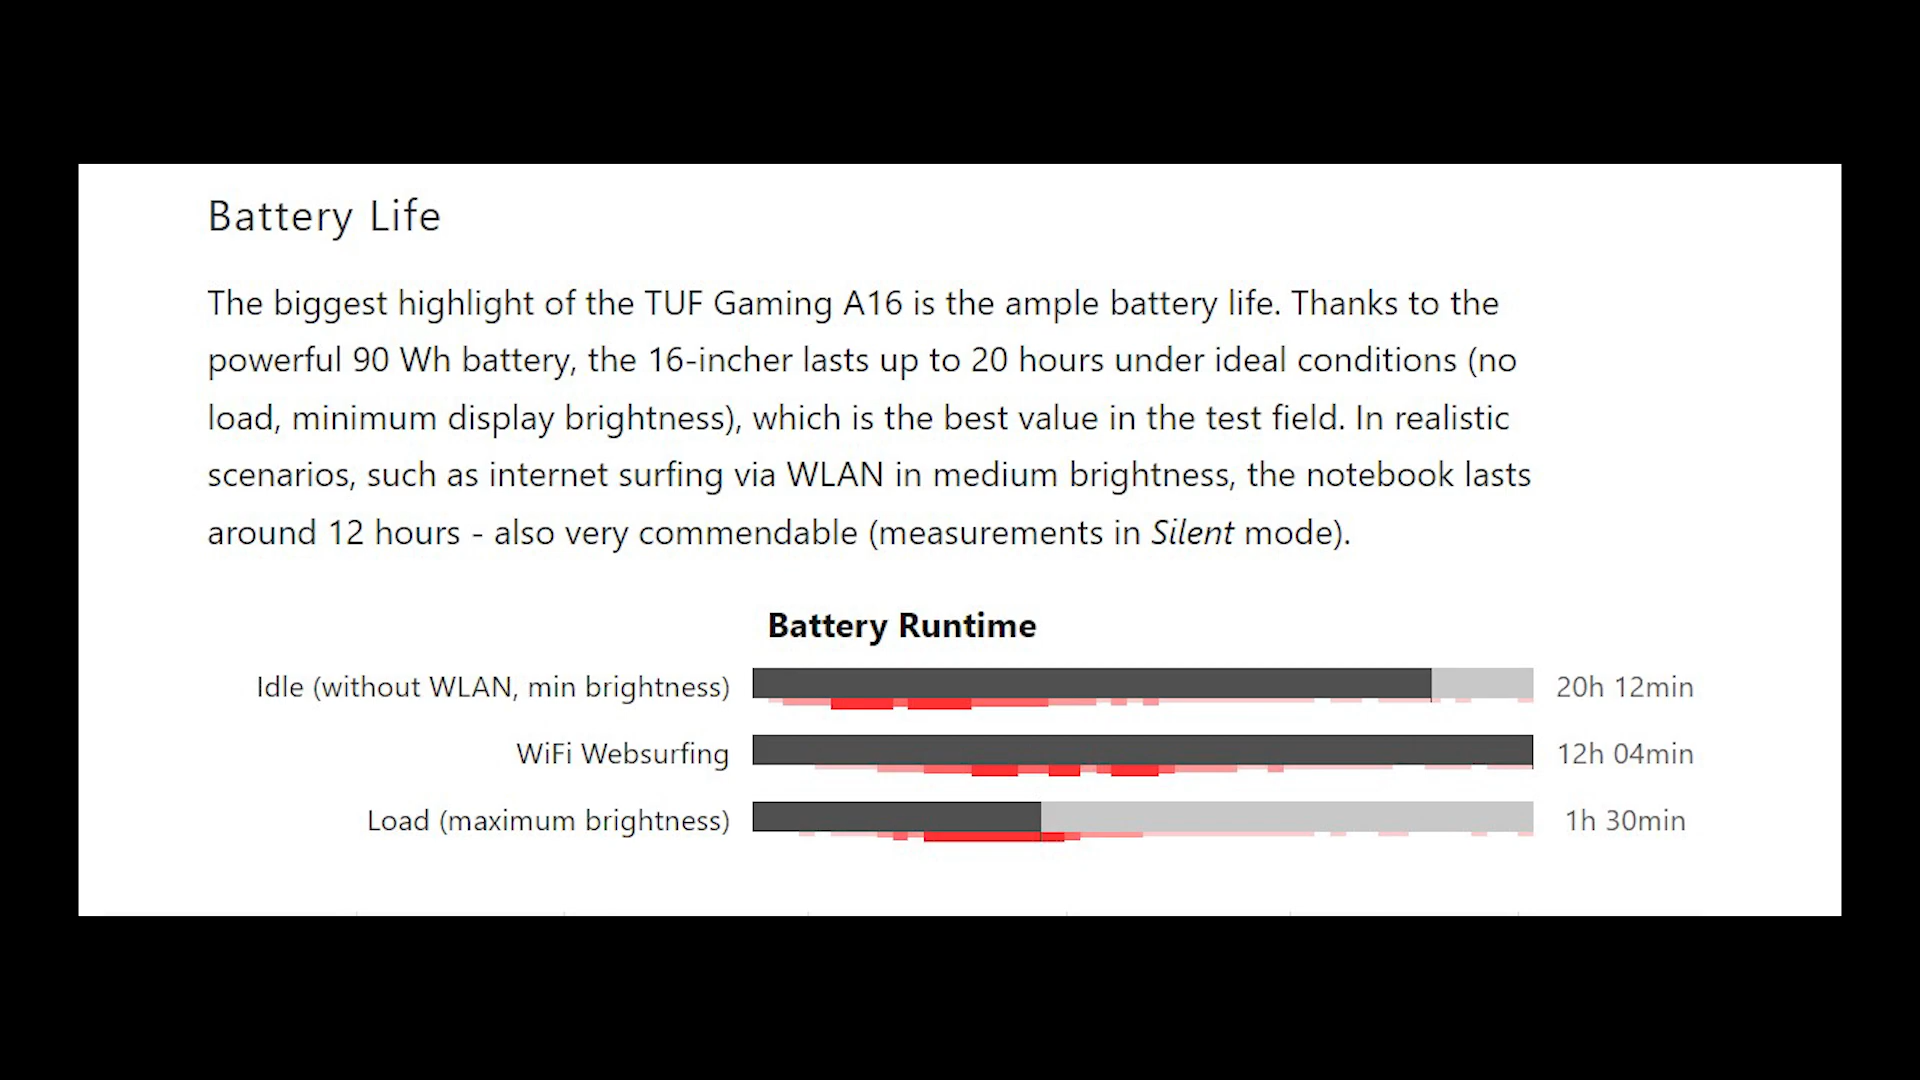 Battery Life
The biggest highlight of the TUF Gaming A16 is the ample battery life. Thanks to the
powerful 90 Wh battery, the 16-incher lasts up to 20 hours under ideal conditions (no
load, minimum display brightness), which is the best value in the test field. In realistic
scenarios, such as internet surfing via WLAN in medium brightness, the notebook lasts
around 12 hours - also very commendable (measurements in Silent mode).
Battery Runtime
Idle (without WLAN, min brightness) 20h 12min
WiFi Websurfing 12h 04min
Load (maximum brightness) 1h 30min